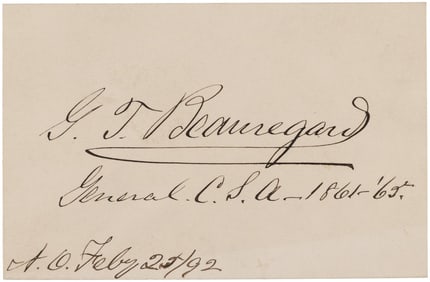 G. T. Beauregard
General. C. S. A – 1861–'65.
N. O. Feby 25/92